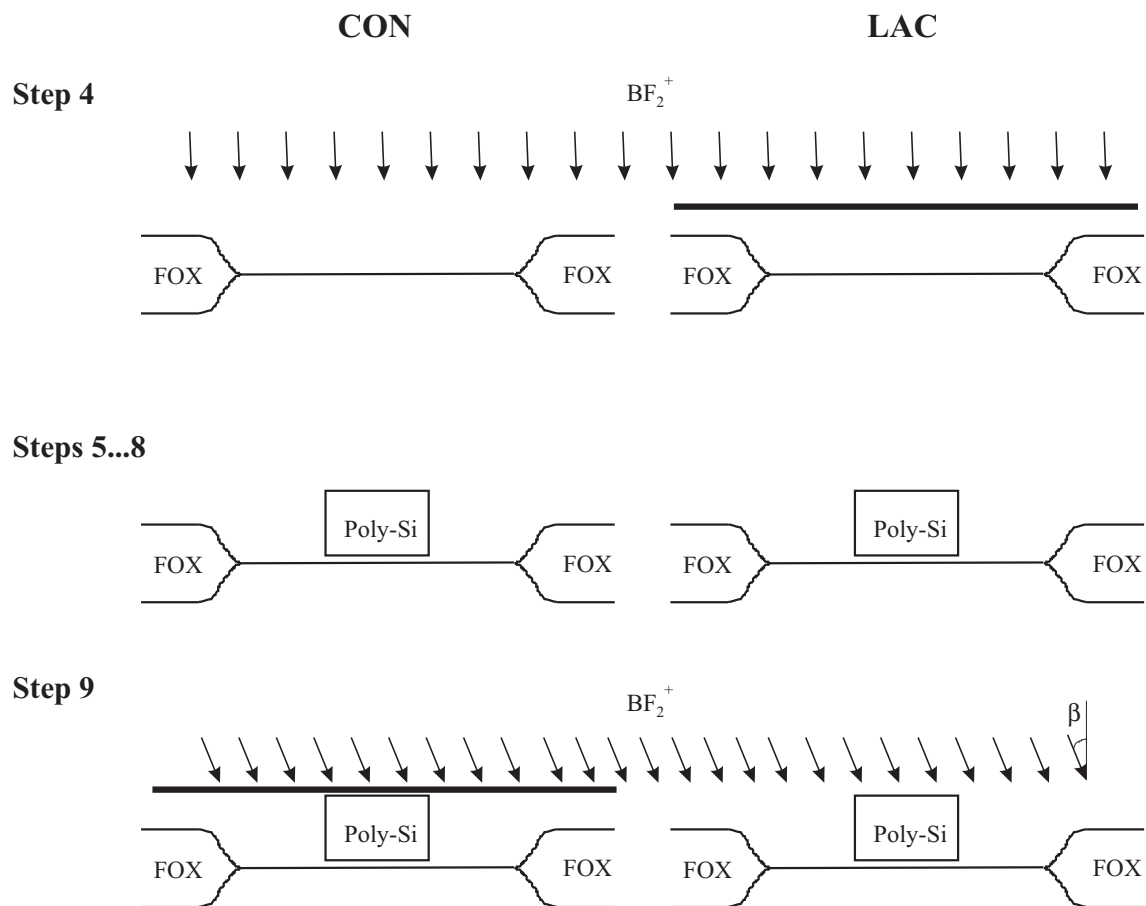 CON LAC
Step 4
BF₂⁺
FOX FOX FOX FOX
Steps 5...8
Poly-Si Poly-Si
FOX FOX FOX FOX
Step 9
BF₂⁺ β
Poly-Si Poly-Si
FOX FOX FOX FOX